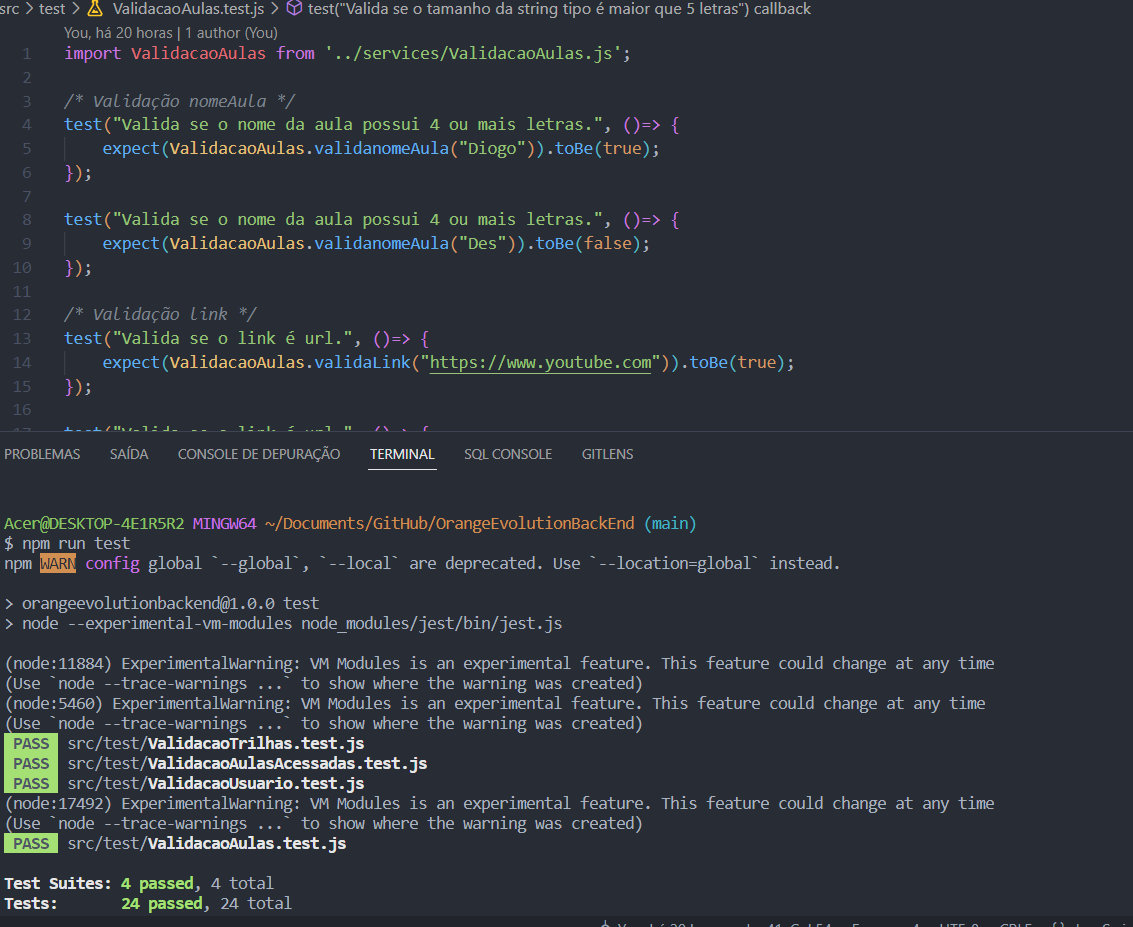 src > test > ValidacaoAulas.test.js > test("Valida se o tamanho da string tipo é maior que 5 letras") callback
You, há 20 horas | 1 author (You)
1 import ValidacaoAulas from '../services/ValidacaoAulas.js';
2
3 /* Validação nomeAula */
4 test("Valida se o nome da aula possui 4 ou mais letras.", ()=> {
5 expect(ValidacaoAulas.validanomeAula("Diogo")).toBe(true);
6 });
7
8 test("Valida se o nome da aula possui 4 ou mais letras.", ()=> {
9 expect(ValidacaoAulas.validanomeAula("Des")).toBe(false);
10 });
11
12 /* Validação link */
13 test("Valida se o link é url.", ()=> {
14 expect(ValidacaoAulas.validaLink("https://www.youtube.com")).toBe(true);
15 });
16
17 test("Valida se o link é url.", ()=> {
PROBLEMAS SAÍDA CONSOLE DE DEPURAÇÃO TERMINAL SQL CONSOLE GITLENS
Acer@DESKTOP-4E1R5R2 MINGW64 ~/Documents/GitHub/OrangeEvolutionBackEnd (main)
$ npm run test
npm WARN config global `--global`, `--local` are deprecated. Use `--location=global` instead.
> orangeevolutionbackend@1.0.0 test
> node --experimental-vm-modules node_modules/jest/bin/jest.js
(node:11884) ExperimentalWarning: VM Modules is an experimental feature. This feature could change at any time
(Use `node --trace-warnings ...` to show where the warning was created)
(node:5460) ExperimentalWarning: VM Modules is an experimental feature. This feature could change at any time
(Use `node --trace-warnings ...` to show where the warning was created)
PASS src/test/ValidacaoTrilhas.test.js
PASS src/test/ValidacaoAulasAcessadas.test.js
PASS src/test/ValidacaoUsuario.test.js
(node:17492) ExperimentalWarning: VM Modules is an experimental feature. This feature could change at any time
(Use `node --trace-warnings ...` to show where the warning was created)
PASS src/test/ValidacaoAulas.test.js
Test Suites: 4 passed, 4 total
Tests: 24 passed, 24 total